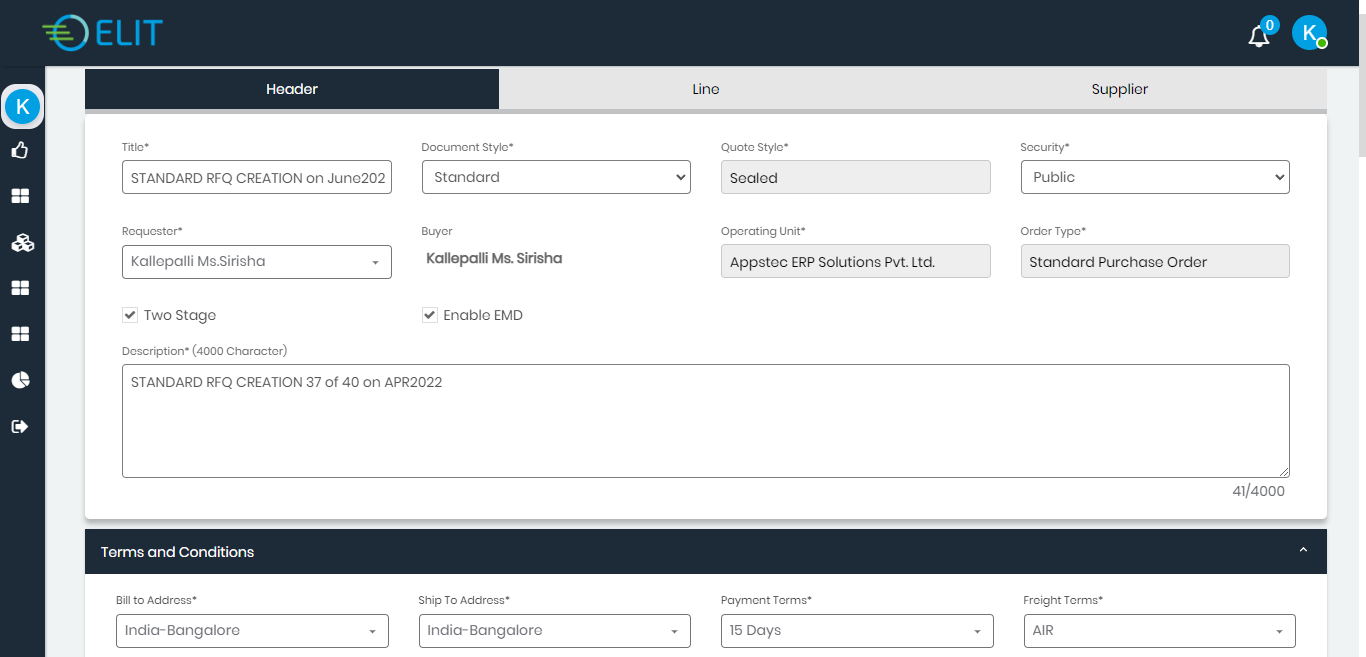 ELIT
0
K
K
Header Line Supplier
Title* Document Style* Quote Style* Security*
STANDARD RFQ CREATION on June202 Standard Sealed Public
Requester* Buyer Operating Unit* Order Type*
Kallepalli Ms.Sirisha Kallepalli Ms. Sirisha Appstec ERP Solutions Pvt. Ltd. Standard Purchase Order
Two Stage Enable EMD
Description* (4000 Character)
STANDARD RFQ CREATION 37 of 40 on APR2022
41/4000
Terms and Conditions
Bill to Address* Ship To Address* Payment Terms* Freight Terms*
India-Bangalore India-Bangalore 15 Days AIR